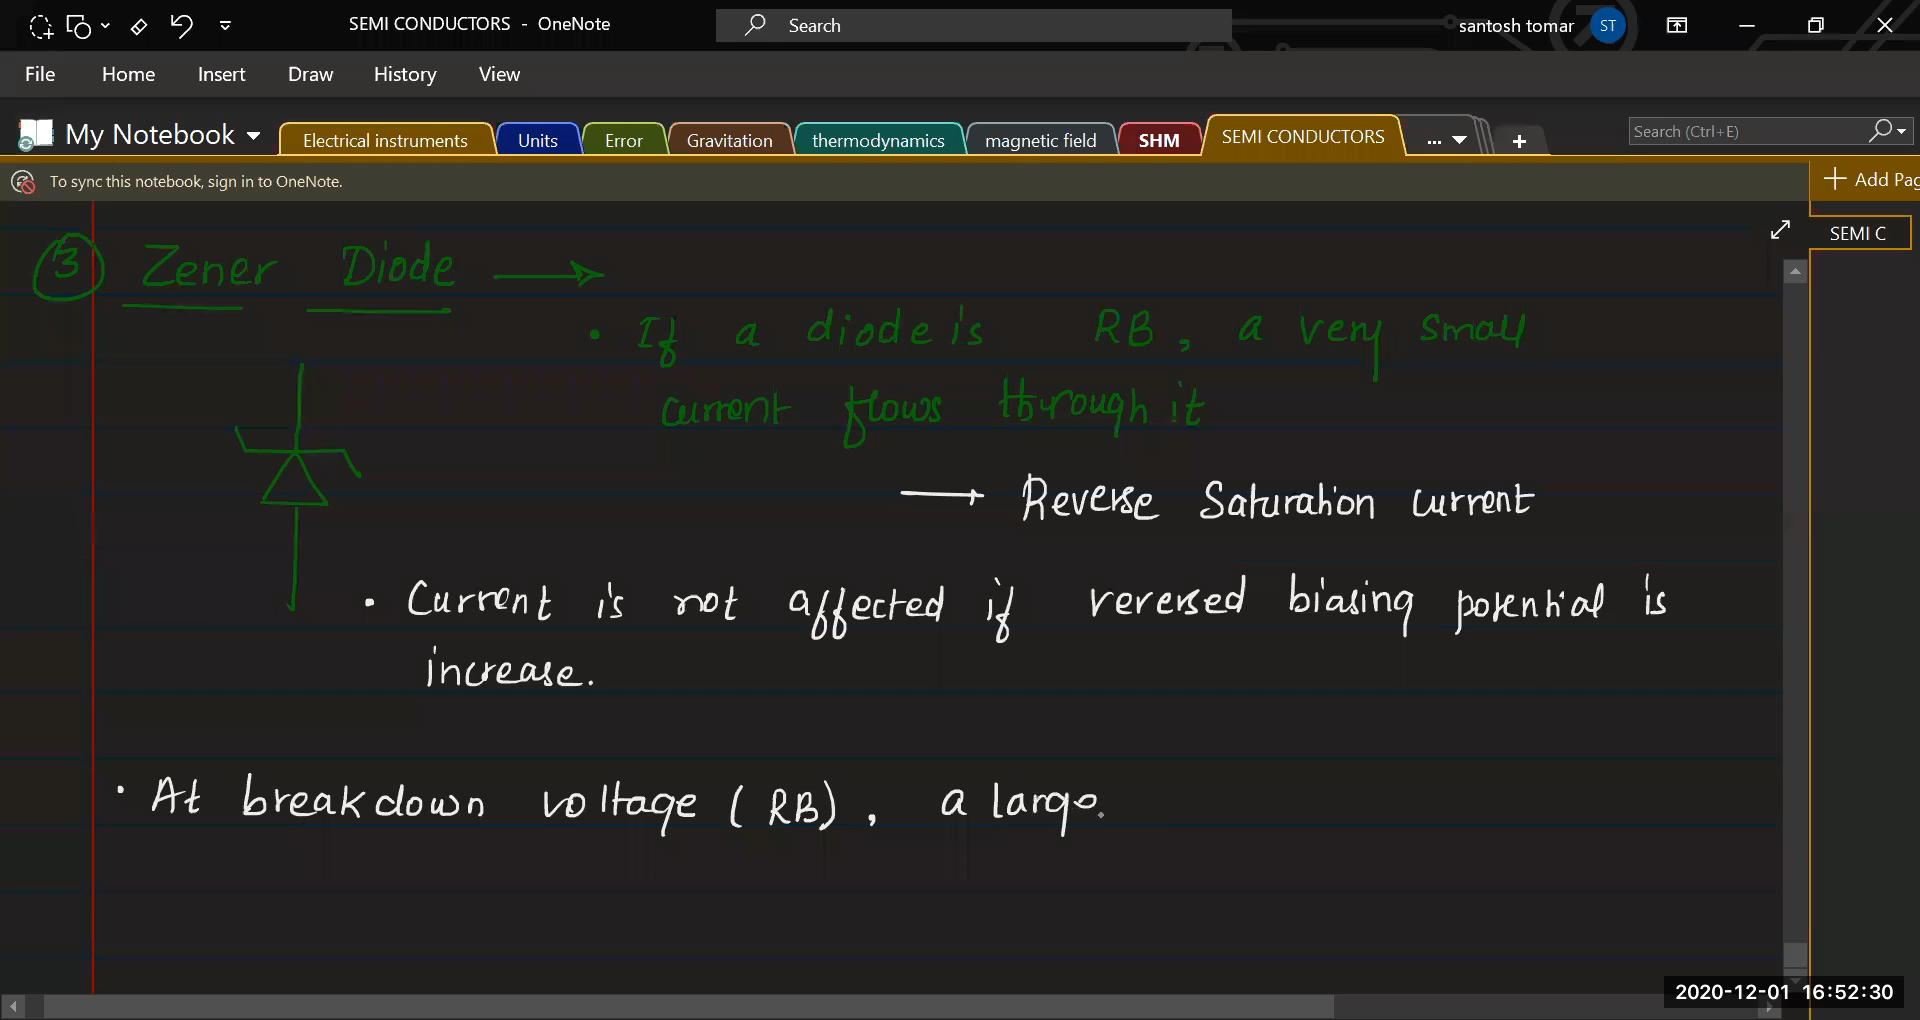 SEMI CONDUCTORS - OneNote
Search
santosh tomar ST
File Home Insert Draw History View
My Notebook
Electrical instruments Units Error Gravitation thermodynamics magnetic field SHM SEMI CONDUCTORS ... +
Search (Ctrl+E)
To sync this notebook, sign in to OneNote.
+ Add Pag
SEMI C
3 Zener Diode →
• If a diode is RB, a very small
current flows through it
→ Reverse Saturation current
• Current is not affected if reversed biasing potential is
increase.
• At breakdown voltage (RB), a large
2020-12-01 16:52:30